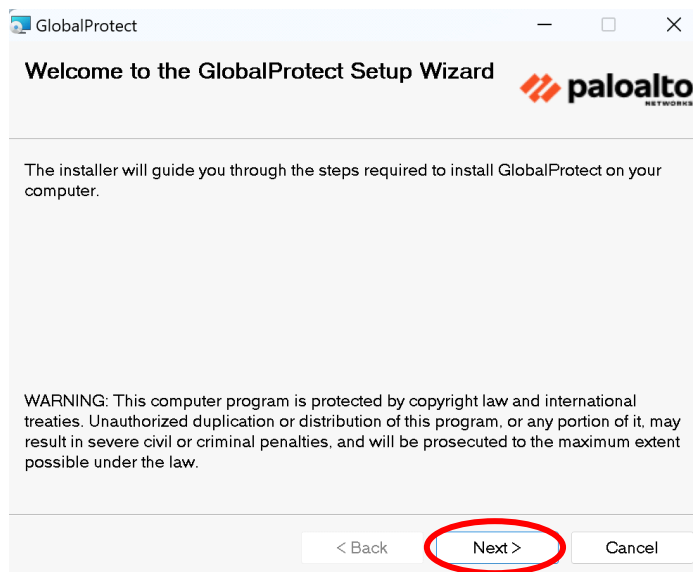 GlobalProtect
Welcome to the GlobalProtect Setup Wizard
paloalto
NETWORKS
The installer will guide you through the steps required to install GlobalProtect on your
computer.
WARNING: This computer program is protected by copyright law and international
treaties. Unauthorized duplication or distribution of this program, or any portion of it, may
result in severe civil or criminal penalties, and will be prosecuted to the maximum extent
possible under the law.
< Back Next > Cancel